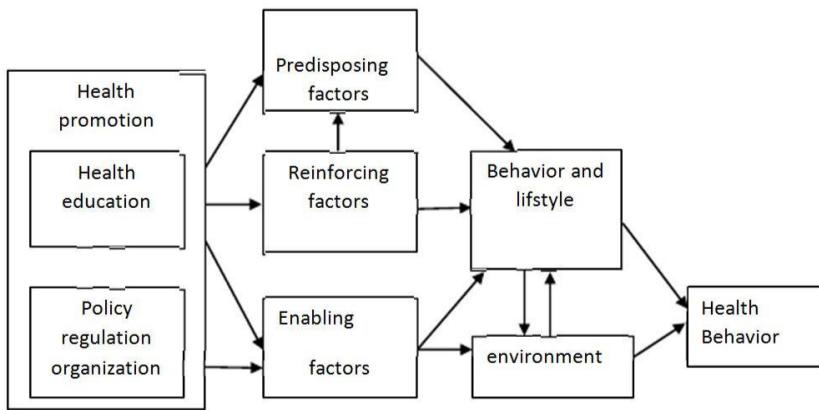 Health
promotion
Health
education
Policy
regulation
organization
Predisposing
factors
Reinforcing
factors
Enabling
factors
Behavior and
lifstyle
environment
Health
Behavior